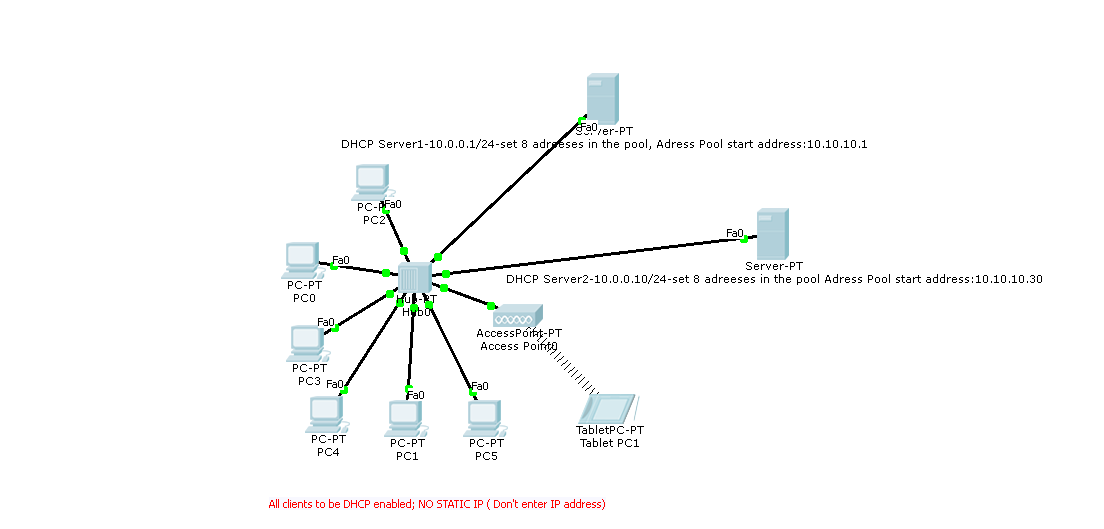 Fa0
Server-PT
DHCP Server1-10.0.0.1/24-set 8 adreeses in the pool, Adress Pool start address:10.10.10.1
Fa0
PC-PT
PC2
Fa0
Server-PT
DHCP Server2-10.0.0.10/24-set 8 adreeses in the pool Adress Pool start address:10.10.10.30
Fa0
PC-PT
PC0
Hub-PT
Hub0
Fa0
PC-PT
PC3
AccessPoint-PT
Access Point0
Fa0
PC-PT
PC4
Fa0
PC-PT
PC1
Fa0
PC-PT
PC5
TabletPC-PT
Tablet PC1
All clients to be DHCP enabled; NO STATIC IP ( Don't enter IP address)